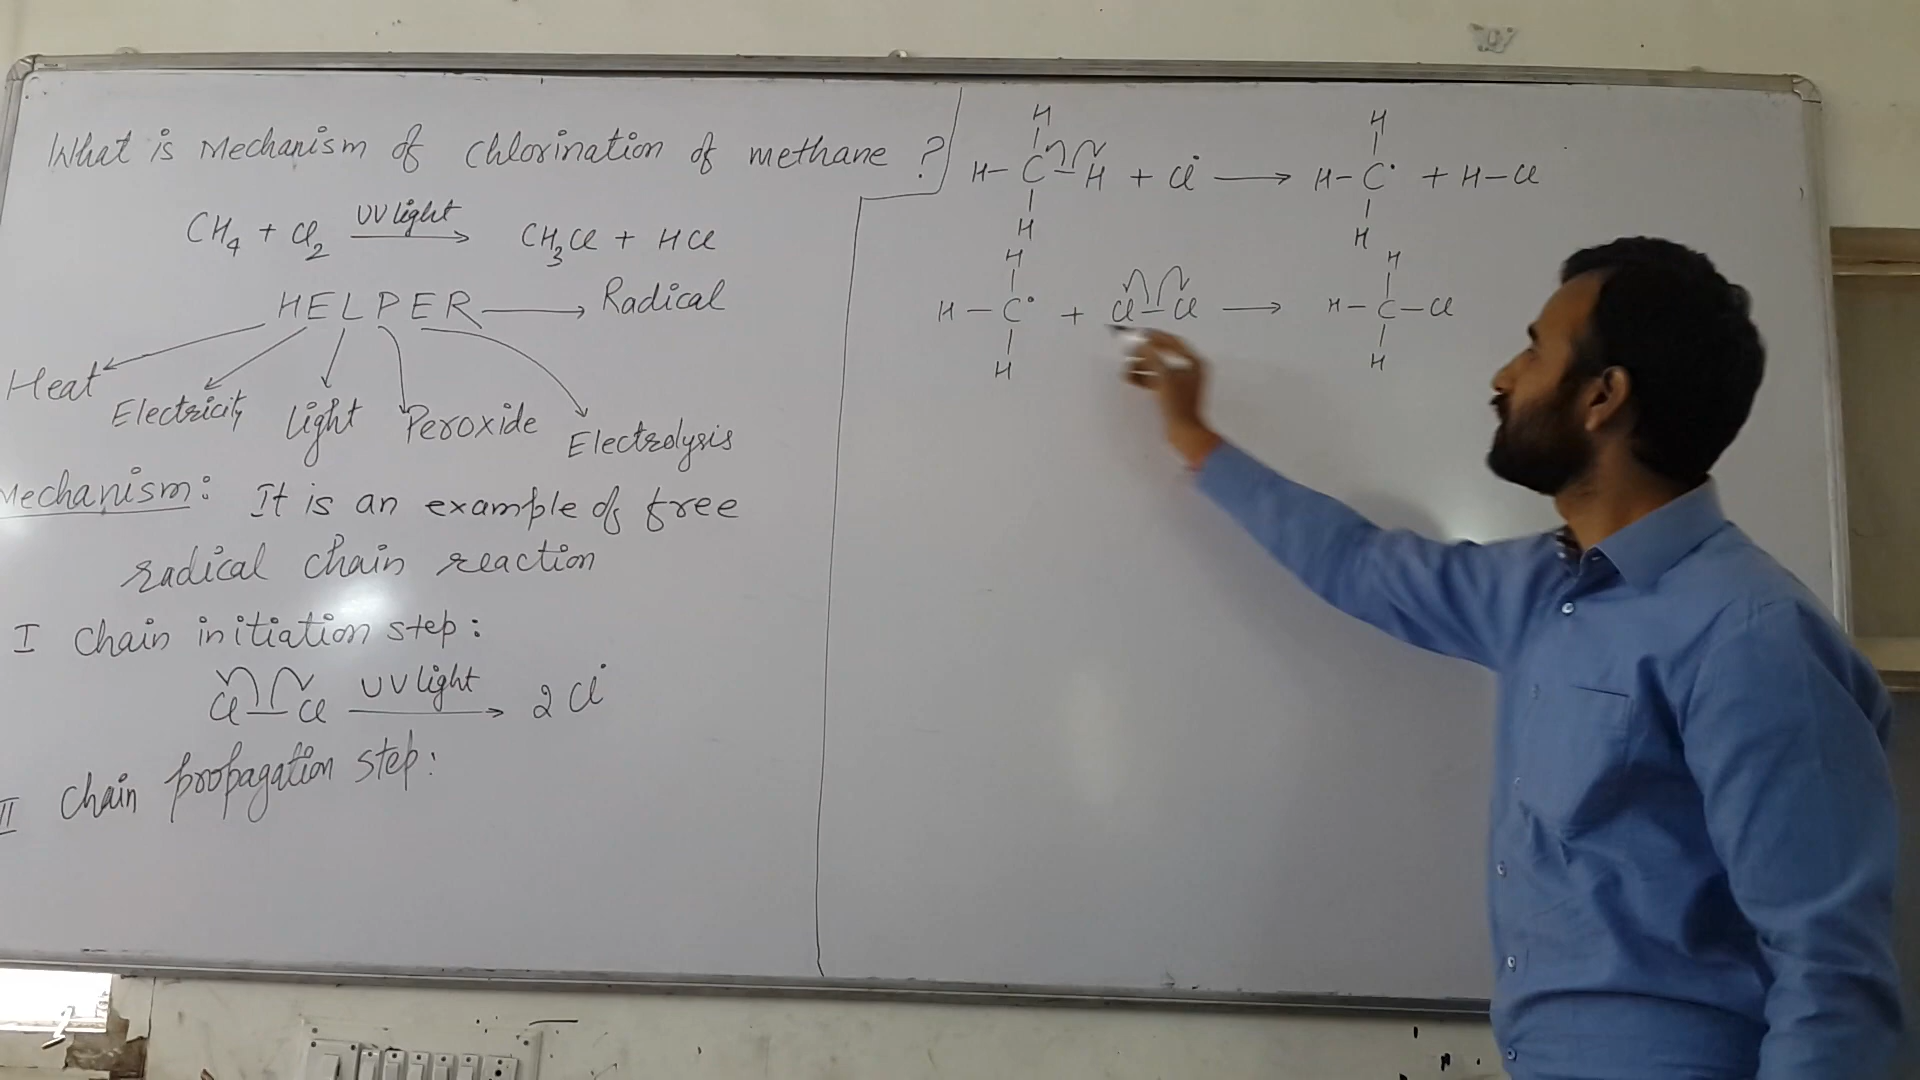 What is Mechanism of Chlorination of methane ?
CH4 + Cl2 UV light → CH3Cl + HCl
HELPER → Radical
Heat Electricity light Peroxide Electrolysis
Mechanism: It is an example of free
radical chain reaction
I Chain initiation step:
Cl—Cl UV light → 2 Cl•
II Chain propagation step:
H
H—C—H + Cl• → H—C• + H—Cl
H
H
H
H
H—C• + Cl—Cl → H—C—Cl
H
H
H